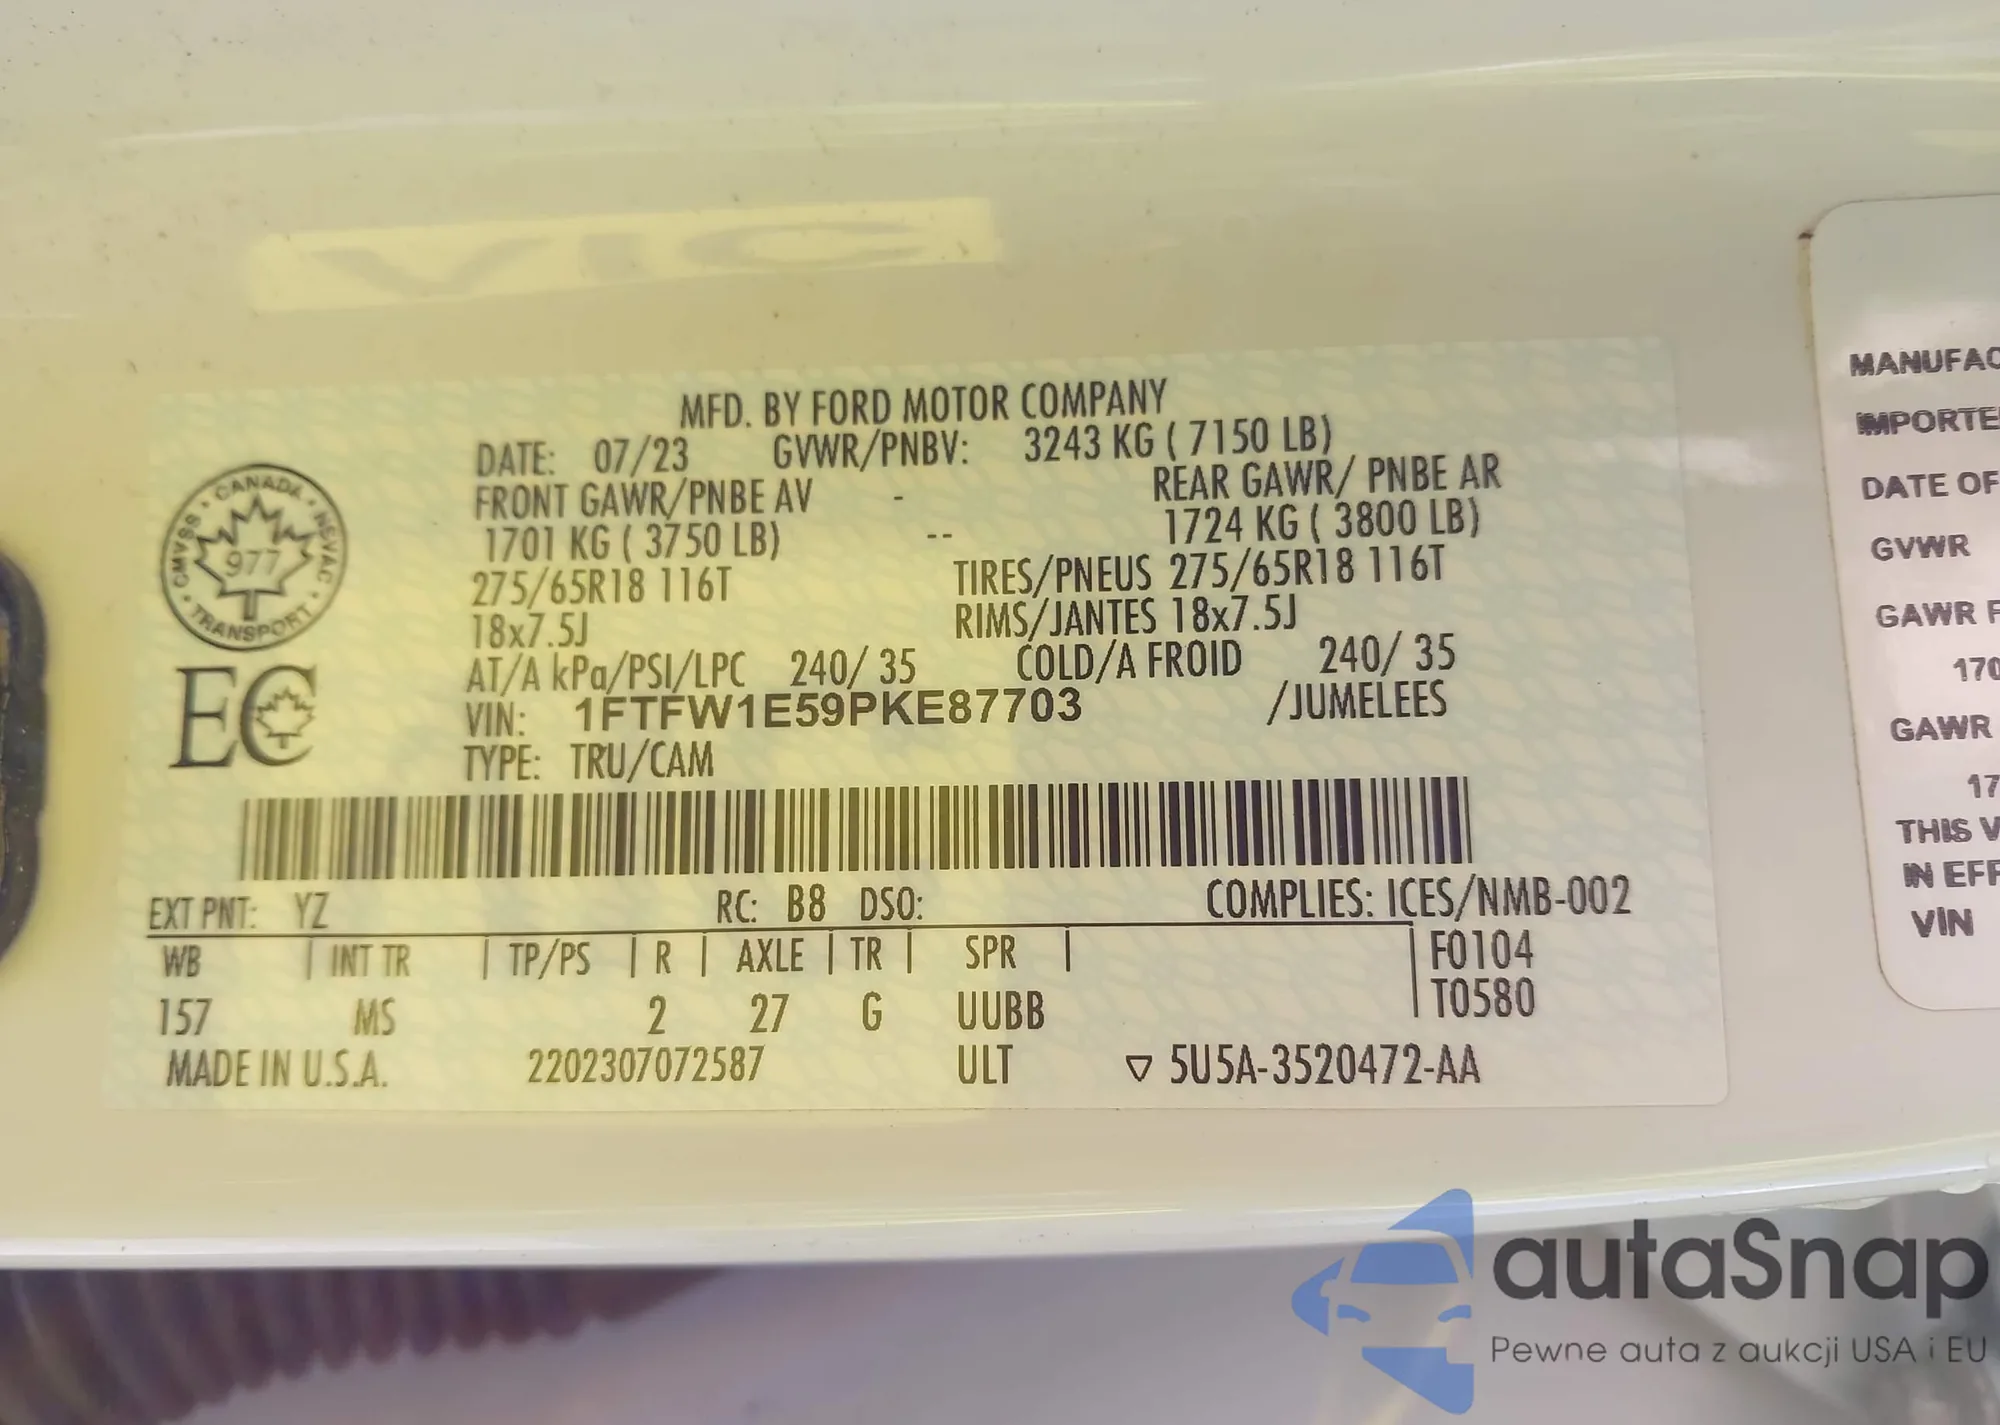 MFD. BY FORD MOTOR COMPANY
DATE: 07/23 GVWR/PNBV: 3243 KG ( 7150 LB)
FRONT GAWR/PNBE AV - REAR GAWR/ PNBE AR
1701 KG ( 3750 LB) -- 1724 KG ( 3800 LB)
275/65R18 116T TIRES/PNEUS 275/65R18 116T
18x7.5J RIMS/JANTES 18x7.5J
AT/A kPa/PSI/LPC 240/ 35 COLD/A FROID 240/ 35
VIN: 1FTFW1E59PKE87703 /JUMELEES
TYPE: TRU/CAM
CANADA
CMVSS NSVAC
977
TRANSPORT
EC
EXT PNT: YZ RC: B8 DSO: COMPLIES: ICES/NMB-002
WB | INT TR | TP/PS | R | AXLE | TR | SPR | F0104
157 MS 2 27 G UUBB T0580
MADE IN U.S.A. 2202307072587 ULT ▽ 5U5A-3520472-AA
MANUFAC
IMPORTE
DATE OF
GVWR
GAWR F
170
GAWR
17
THIS V
IN EFF
VIN
autaSnap
Pewne auta z aukcji USA i EU